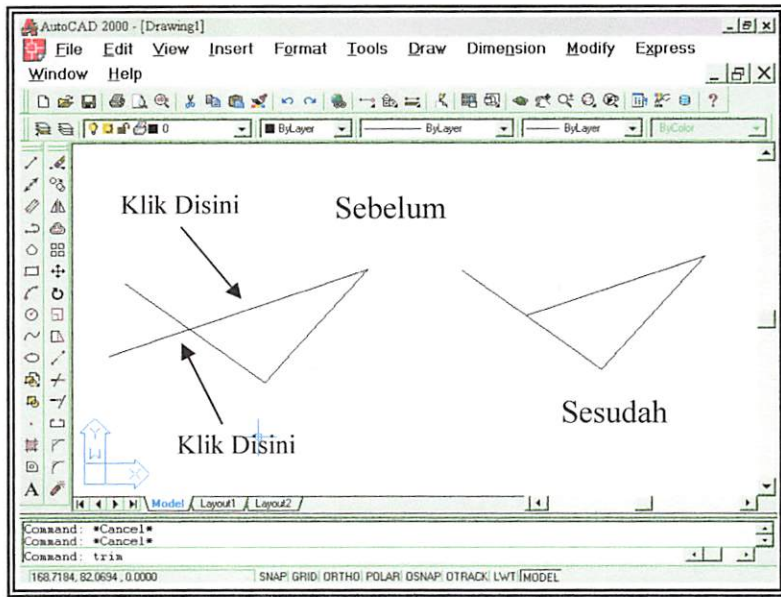 AutoCAD 2000 - [Drawing1]
File Edit View Insert Format Tools Draw Dimension Modify Express
Window Help
0 ByLayer ByLayer ByLayer ByColor
Klik Disini
Sebelum
Klik Disini
Sesudah
W
X
A
Model Layout1 Layout2
Command: *Cancel*
Command: *Cancel*
Command: trim
168.7184, 82.0694, 0.0000 SNAP GRID ORTHO POLAR OSNAP OTRACK LWT MODEL